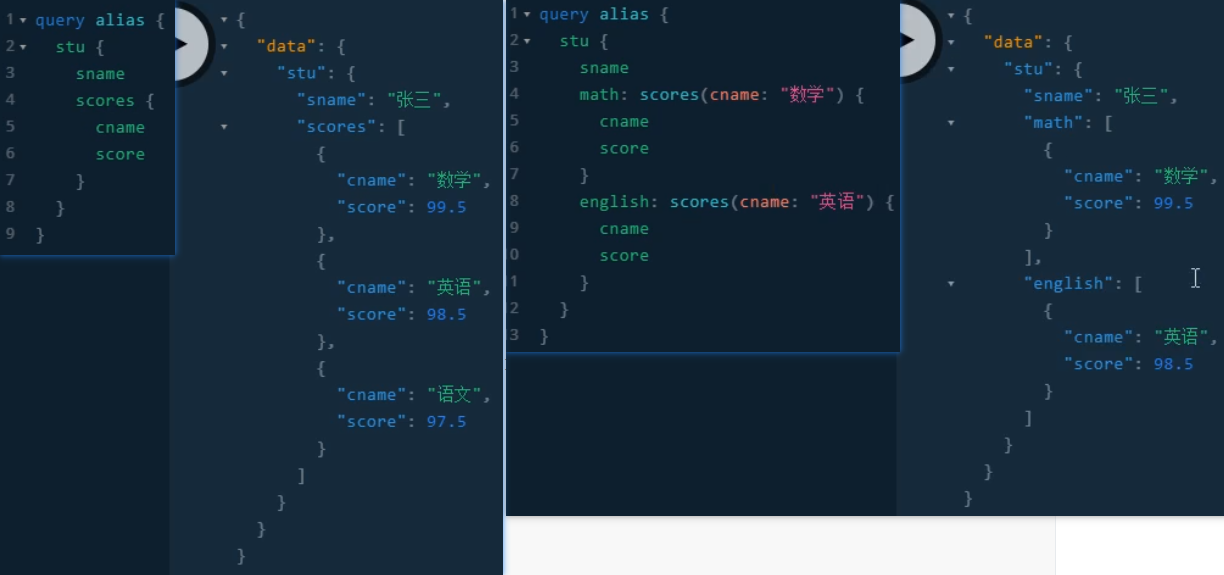 1 query alias {
2 stu {
3 sname
4 scores {
5 cname
6 score
7 }
8 }
9 }
{
"data": {
"stu": {
"sname": "张三",
"scores": [
{
"cname": "数学",
"score": 99.5
},
{
"cname": "英语",
"score": 98.5
},
{
"cname": "语文",
"score": 97.5
}
]
}
}
}
1 query alias {
2 stu {
3 sname
4 math: scores(cname: "数学") {
5 cname
6 score
7 }
8 english: scores(cname: "英语") {
9 cname
0 score
1 }
2 }
3 }
{
"data": {
"stu": {
"sname": "张三",
"math": [
{
"cname": "数学",
"score": 99.5
}
],
"english": [
{
"cname": "英语",
"score": 98.5
}
]
}
}
}